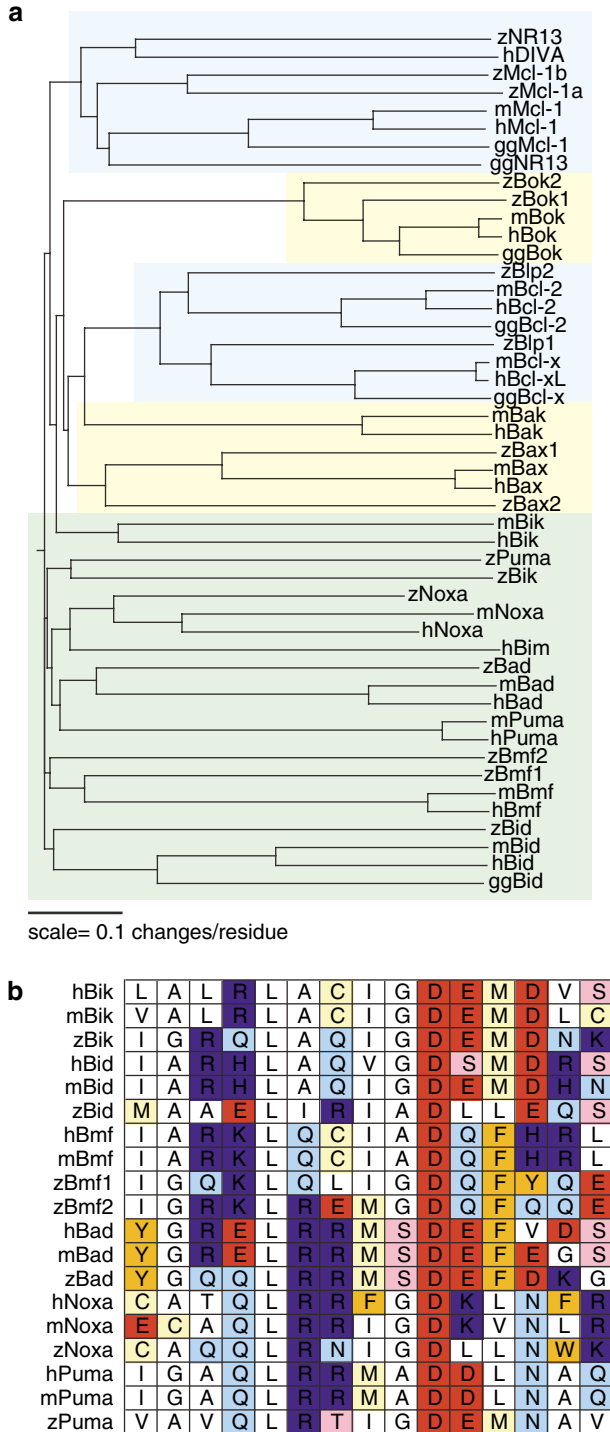 a
zNR13
hDIVA
zMcl-1b
zMcl-1a
mMcl-1
hMcl-1
ggMcl-1
ggNR13
zBok2
zBok1
mBok
hBok
ggBok
zBlp2
mBcl-2
hBcl-2
ggBcl-2
zBlp1
mBcl-x
hBcl-xL
ggBcl-x
mBak
hBak
zBax1
mBax
hBax
zBax2
mBik
hBik
zPuma
zBik
zNoxa
mNoxa
hNoxa
hBim
zBad
mBad
hBad
mPuma
hPuma
zBmf2
zBmf1
mBmf
hBmf
zBid
mBid
hBid
ggBid
scale= 0.1 changes/residue
b
hBik L A L R L A C I G D E M D V S
mBik V A L R L A C I G D E M D L C
zBik I G R Q L A Q I G D E M D N K
hBid I A R H L A Q V G D S M D R S
mBid I A R H L A Q I G D E M D H N
zBid M A A E L I R I A D L L E Q S
hBmf I A R K L Q C I A D Q F H R L
mBmf I A R K L Q C I A D Q F H R L
zBmf1 I G Q K L Q L I G D Q F Y Q E
zBmf2 I G R K L R E M G D Q F Q Q E
hBad Y G R E L R R M S D E F V D S
mBad Y G R E L R R M S D E F E G S
zBad Y G Q Q L R R M S D E F D K G
hNoxa C A T Q L R R F G D K L N F R
mNoxa E C A Q L R R I G D K V N L R
zNoxa C A Q Q L R N I G D L L N W K
hPuma I G A Q L R R M A D D L N A Q
mPuma I G A Q L R R M A D D L N A Q
zPuma V A V Q L R T I G D E M N A V